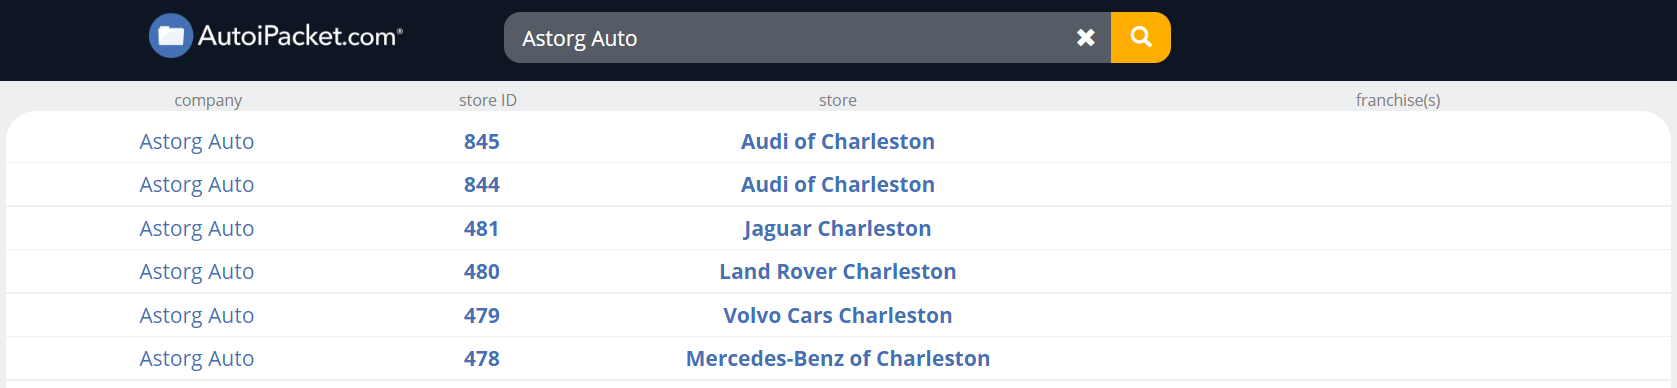 AutoiPacket.com®
Astorg Auto
company store ID store franchise(s)
Astorg Auto 845 Audi of Charleston
Astorg Auto 844 Audi of Charleston
Astorg Auto 481 Jaguar Charleston
Astorg Auto 480 Land Rover Charleston
Astorg Auto 479 Volvo Cars Charleston
Astorg Auto 478 Mercedes-Benz of Charleston